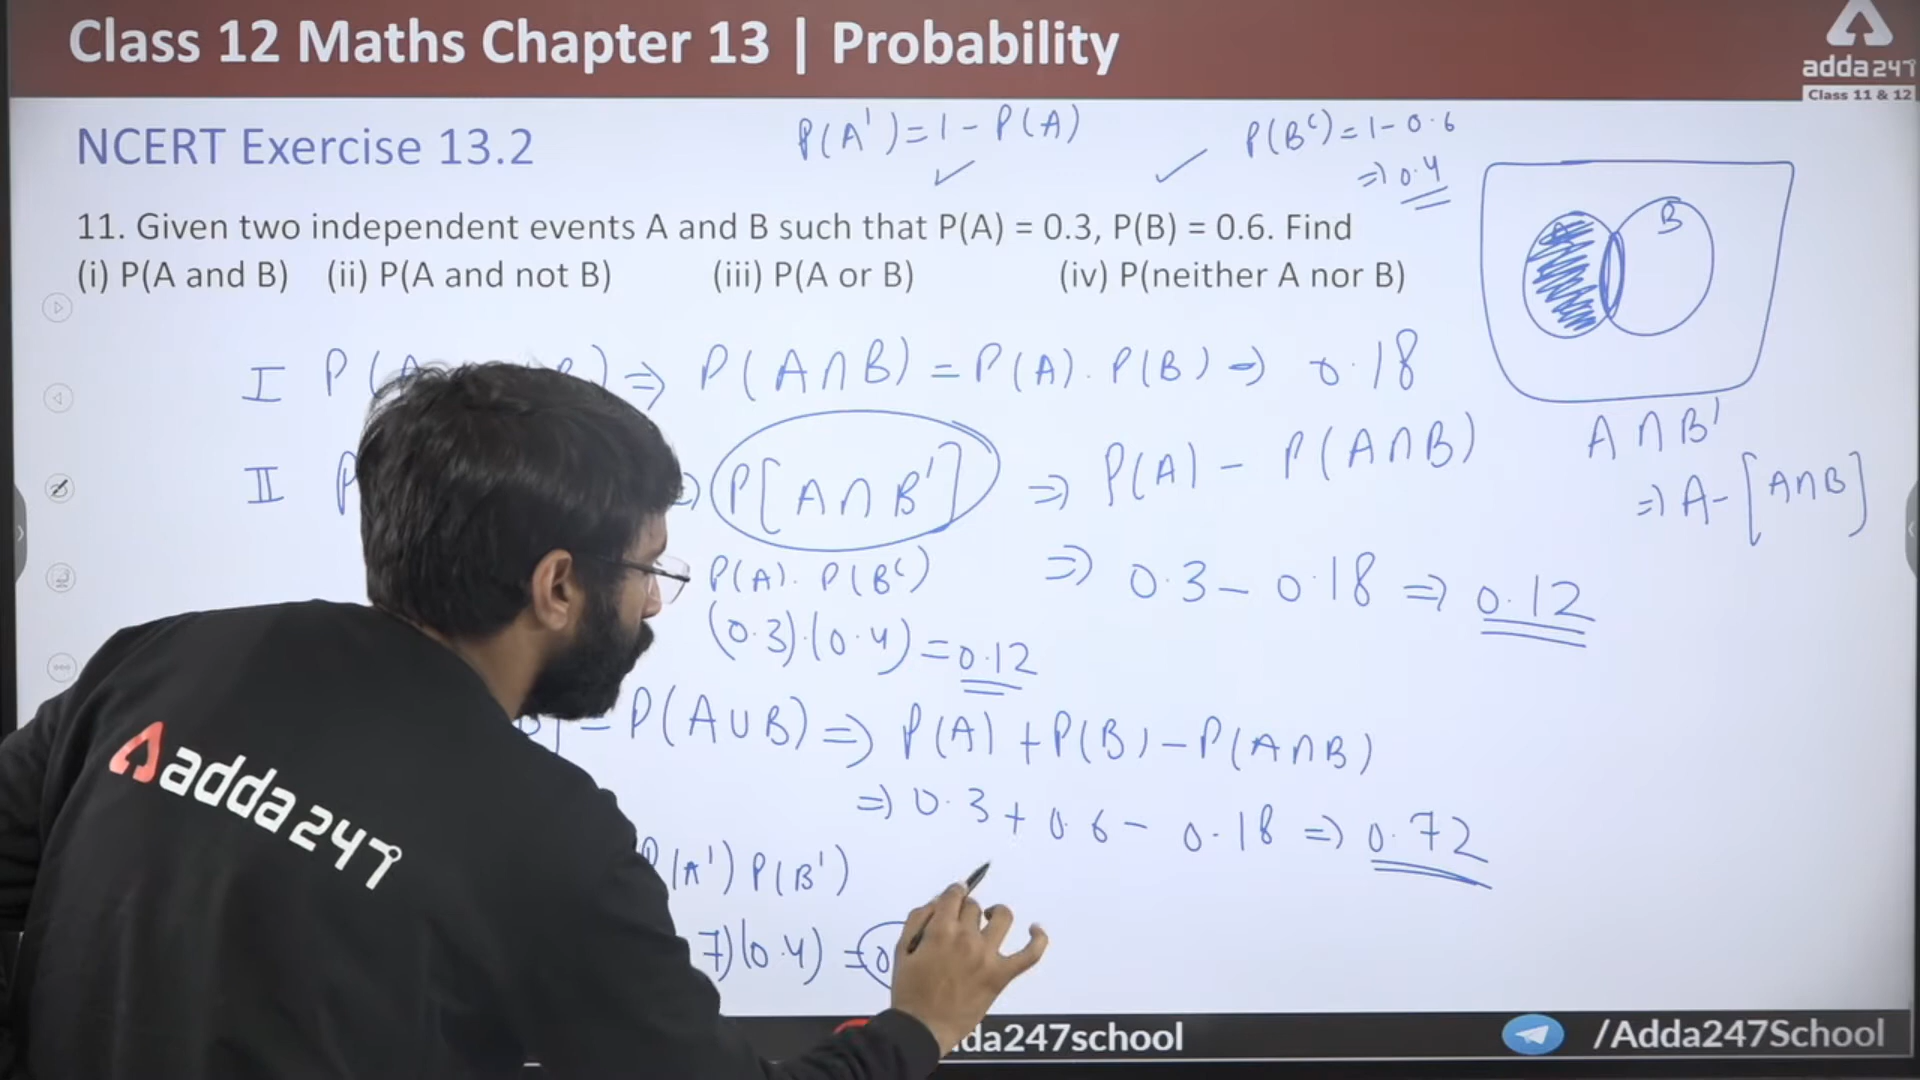 Class 12 Maths Chapter 13 | Probability
adda247
Class 11 & 12
NCERT Exercise 13.2
P(A') = 1 - P(A)
P(Bᶜ) = 1 - 0.6
⇒ 0.4
11. Given two independent events A and B such that P(A) = 0.3, P(B) = 0.6. Find
(i) P(A and B) (ii) P(A and not B) (iii) P(A or B) (iv) P(neither A nor B)
B
I P(A B) ⇒ P(A∩B) = P(A). P(B) ⇒ 0.18
A ∩ B'
II P ⇒ P[A∩B'] ⇒ P(A) - P(A∩B)
⇒ A - [A∩B]
P(A). P(Bᶜ) ⇒ 0.3 - 0.18 ⇒ 0.12
(0.3).(0.4) = 0.12
= P(A∪B) ⇒ P(A) + P(B) - P(A∩B)
⇒ 0.3 + 0.6 - 0.18 ⇒ 0.72
P(A') P(B')
7)(0.4) = 0
adda247
da247school
/Adda247School